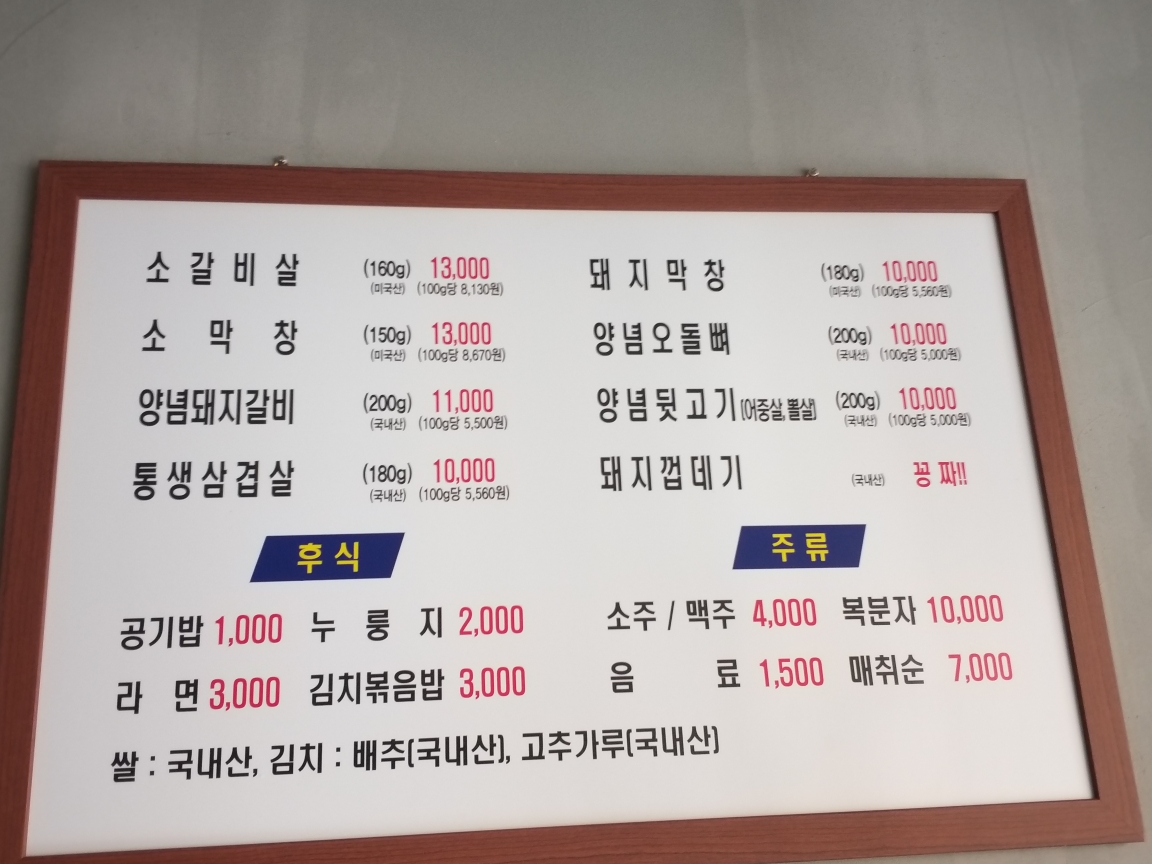 소갈비살 (160g) 13,000
(미국산) (100g당 8,130원)
소막창 (150g) 13,000
(미국산) (100g당 8,670원)
양념돼지갈비 (200g) 11,000
(국내산) (100g당 5,500원)
통생삼겹살 (180g) 10,000
(국내산) (100g당 5,560원)
돼지막창 (180g) 10,000
(미국산) (100g당 5,560원)
양념오돌뼈 (200g) 10,000
(국내산) (100g당 5,000원)
양념뒷고기[어중살,뽈살] (200g) 10,000
(국내산) (100g당 5,000원)
돼지껍데기 (국내산) 꽁짜!!
후식
공기밥 1,000 누룽지 2,000
라면 3,000 김치볶음밥 3,000
주류
소주 / 맥주 4,000 복분자 10,000
음료 1,500 매취순 7,000
쌀 : 국내산, 김치 : 배추(국내산), 고추가루(국내산)